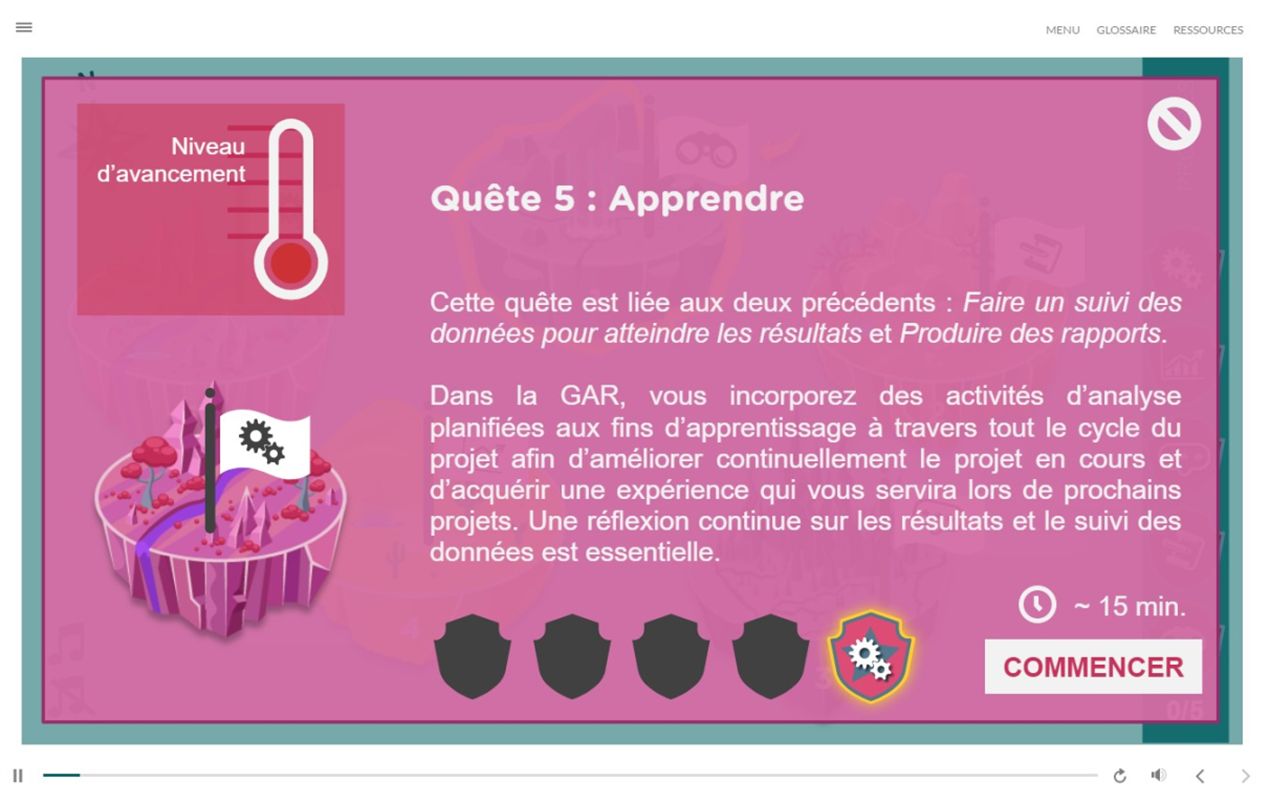 MENU GLOSSAIRE RESSOURCES
Niveau
d'avancement
Quête 5 : Apprendre
Cette quête est liée aux deux précédents : Faire un suivi des
données pour atteindre les résultats et Produire des rapports.
Dans la GAR, vous incorporez des activités d'analyse
planifiées aux fins d'apprentissage à travers tout le cycle du
projet afin d'améliorer continuellement le projet en cours et
d'acquérir une expérience qui vous servira lors de prochains
projets. Une réflexion continue sur les résultats et le suivi des
données est essentielle.
~ 15 min.
COMMENCER
0/5